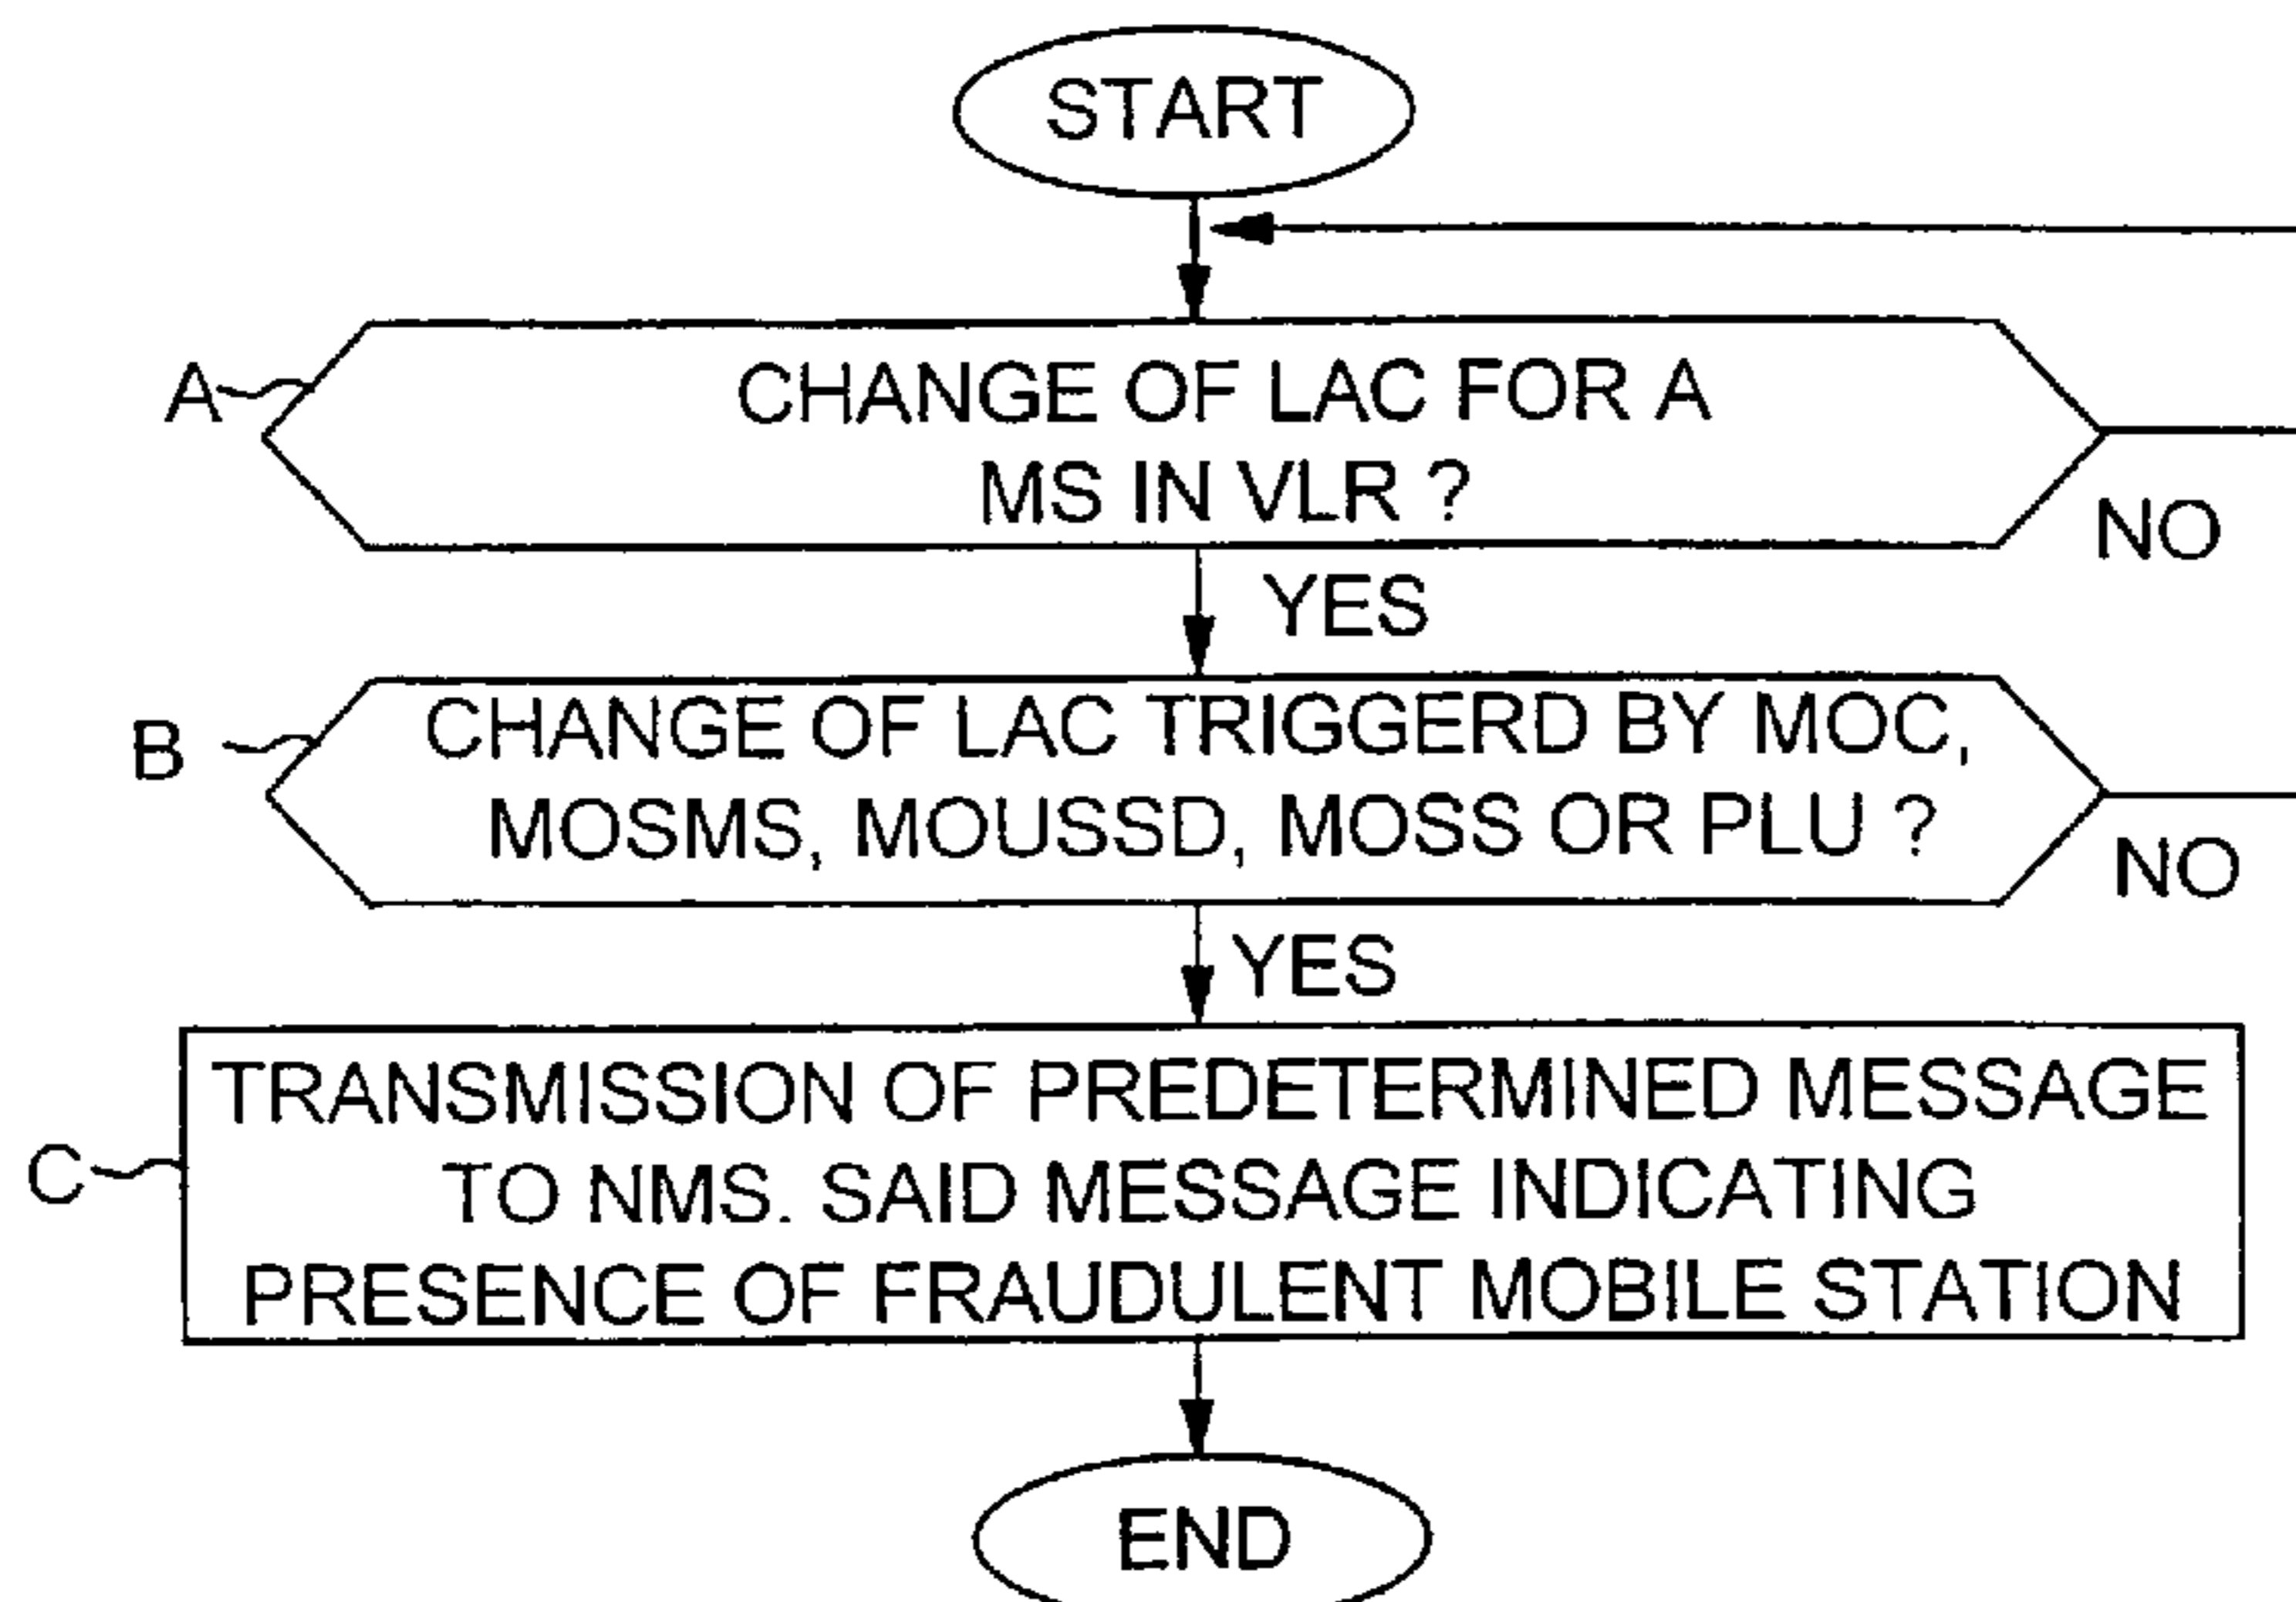 START
A
CHANGE OF LAC FOR A
MS IN VLR ?
NO
YES
B
CHANGE OF LAC TRIGGERD BY MOC,
MOSMS, MOUSSD, MOSS OR PLU ?
NO
YES
C
TRANSMISSION OF PREDETERMINED MESSAGE
TO NMS. SAID MESSAGE INDICATING
PRESENCE OF FRAUDULENT MOBILE STATION
END